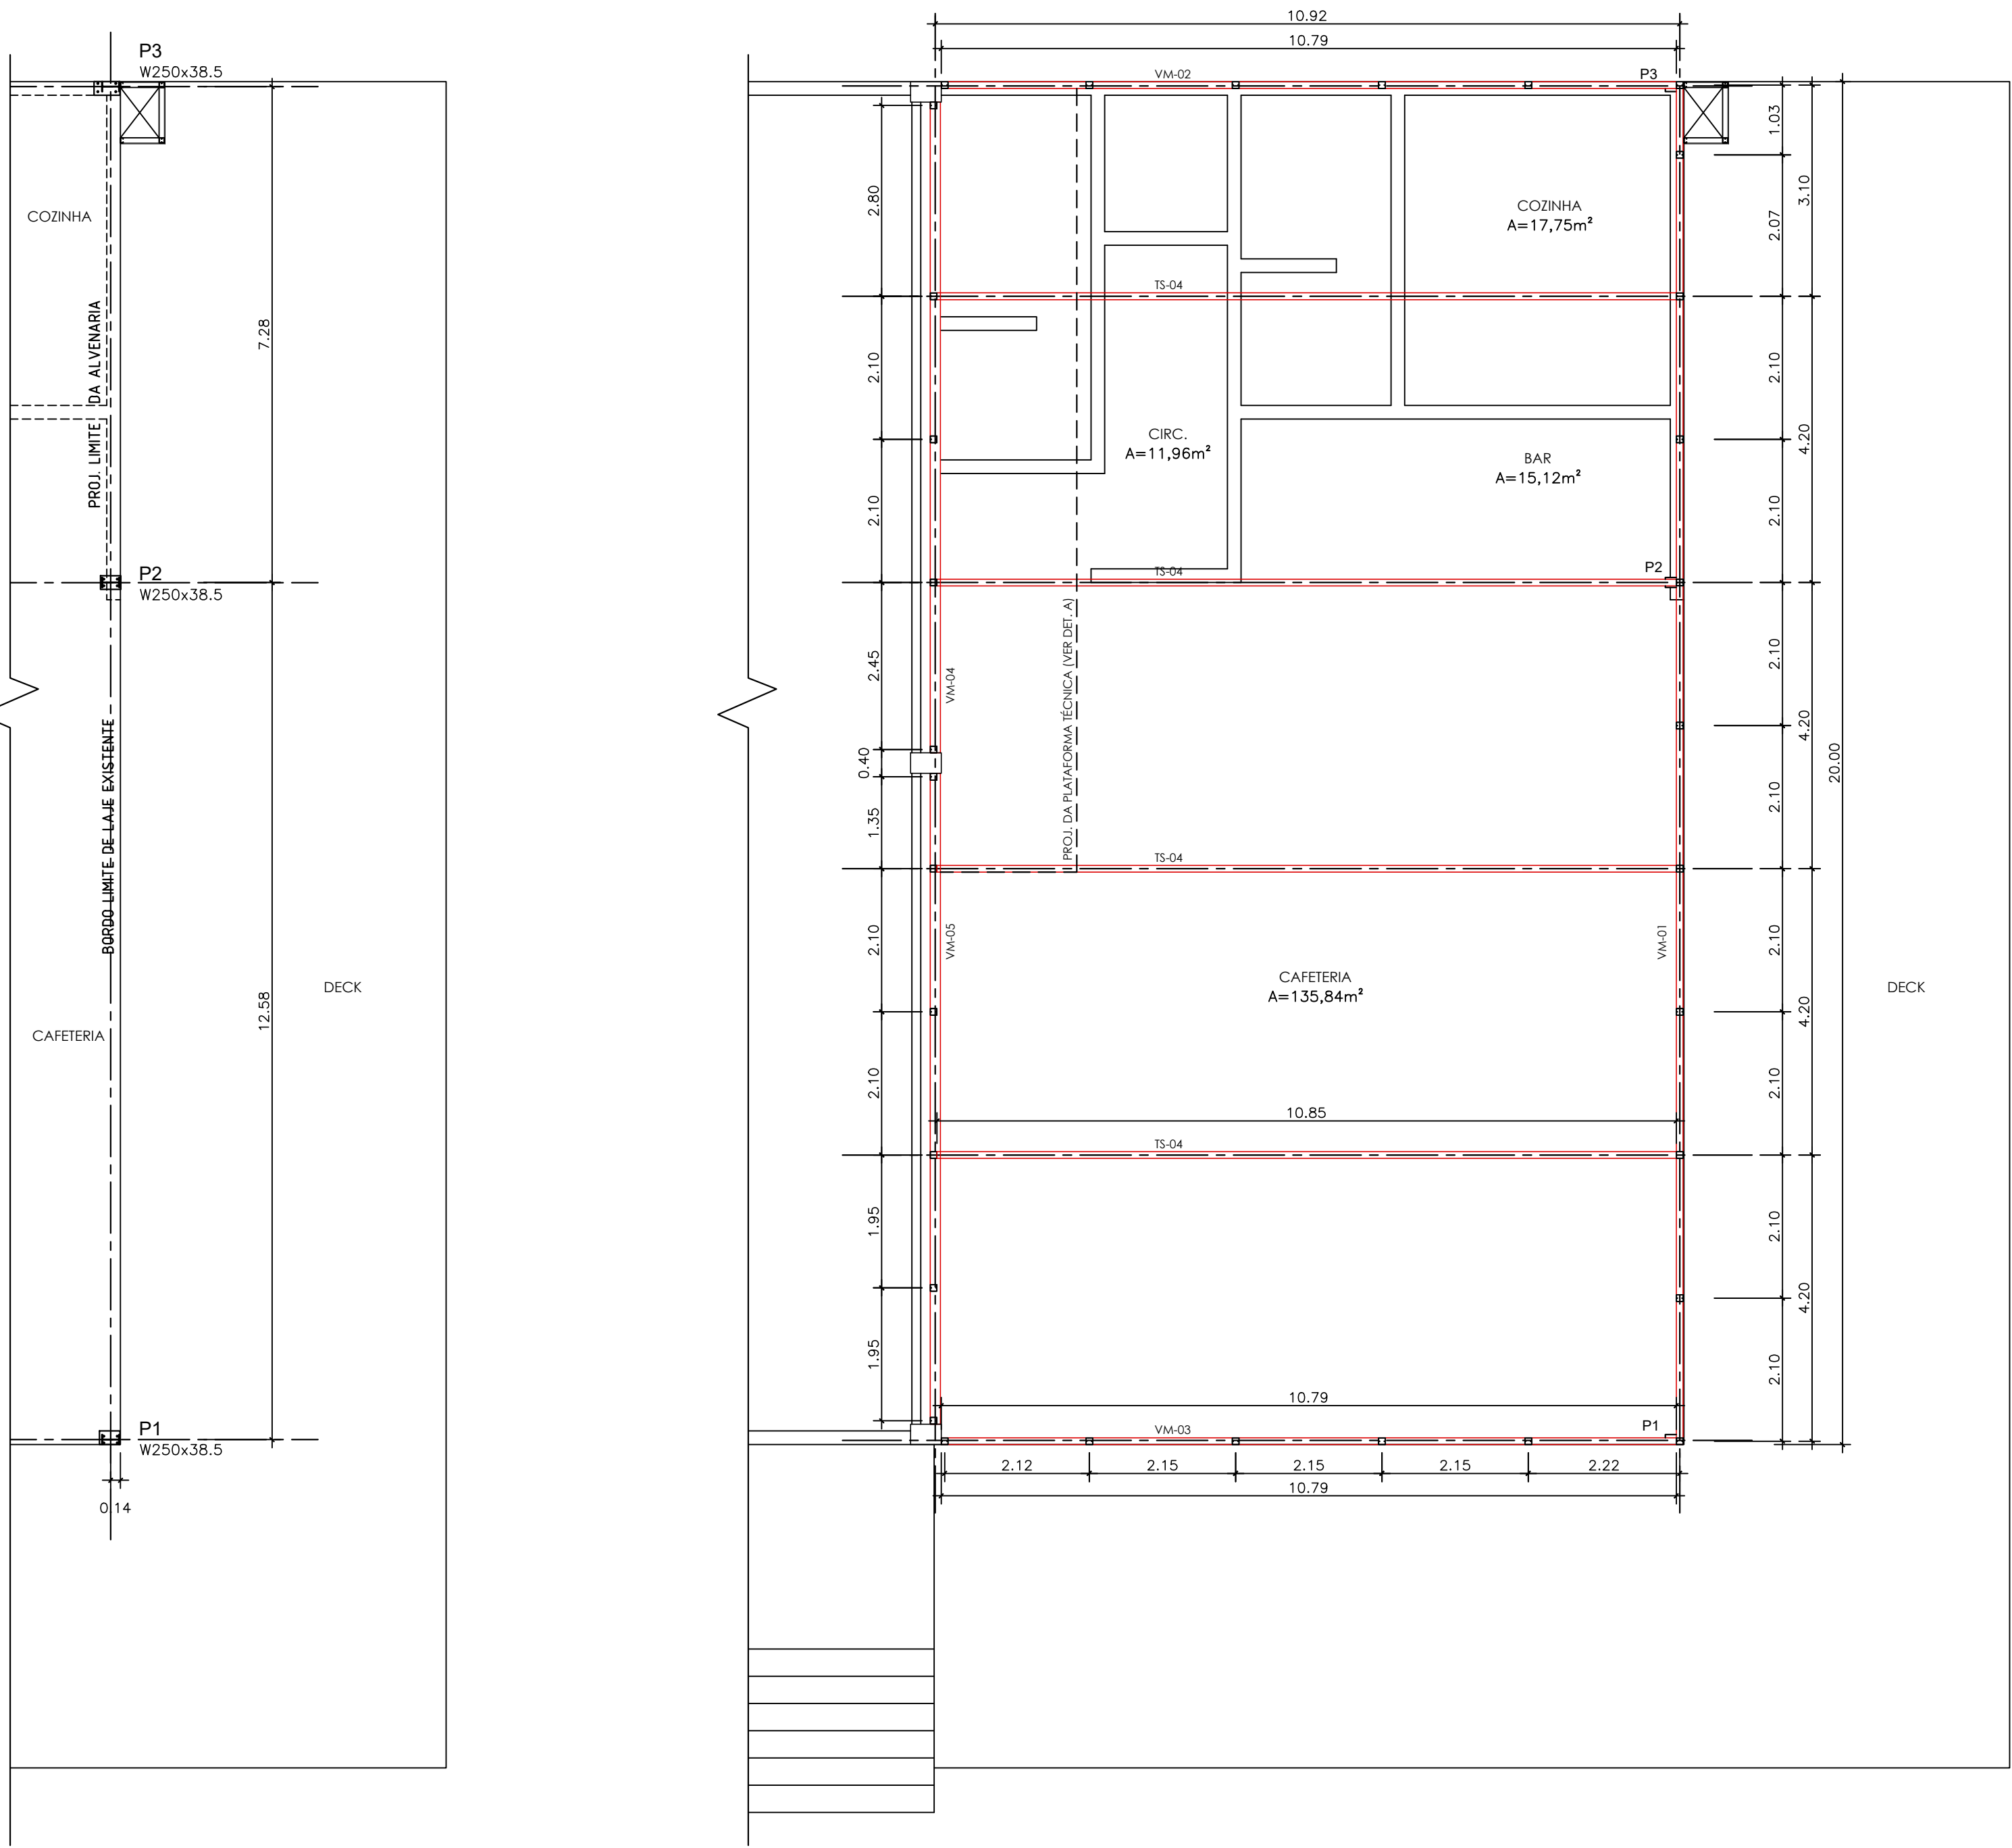 P3
W250x38.5
COZINHA
PROJ. LIMITE DA ALVENARIA
7.28
P2
W250x38.5
BORDO LIMITE DE LAJE EXISTENTE
DECK
12.58
CAFETERIA
P1
W250x38.5
0.14
10.92
10.79
VM-02
P3
1.03
2.80
3.10
COZINHA
A=17,75m²
2.07
TS-04
2.10
2.10
CIRC.
A=11,96m²
4.20
BAR
A=15,12m²
2.10
2.10
TS-04
P2
PROJ. DA PLATAFORMA TÉCNICA (VER DET. A)
2.45
VM-04
2.10
4.20
0.40
20.00
1.35
2.10
TS-04
2.10
VM-05
VM-01
2.10
CAFETERIA
A=135,84m²
DECK
4.20
2.10
2.10
10.85
TS-04
1.95
2.10
4.20
1.95
2.10
10.79
VM-03
P1
2.12
2.15
2.15
2.15
2.22
10.79